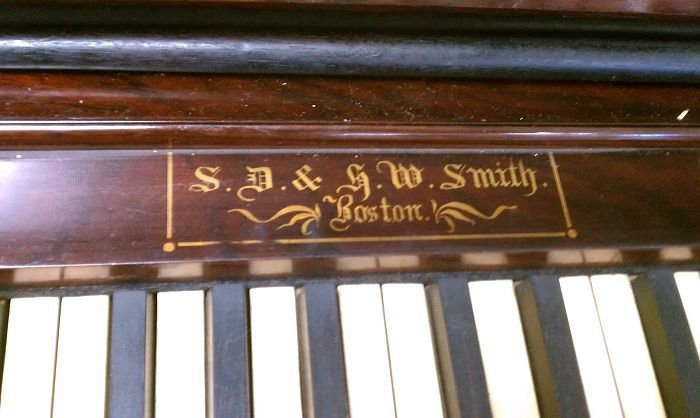 S. D. & H. W. Smith.
Boston.